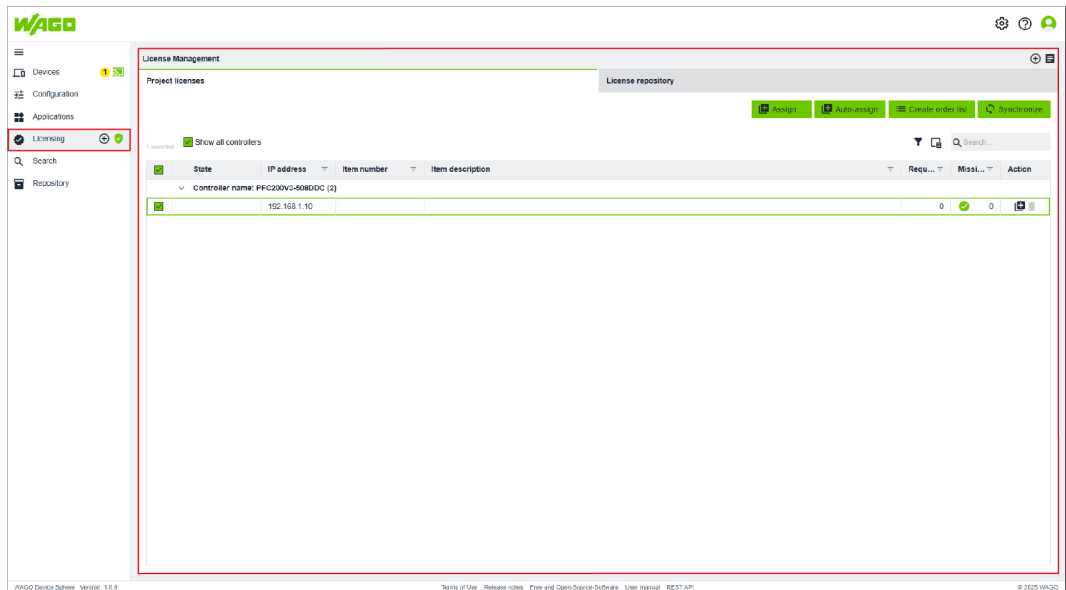 WAGO
License Management
Devices
1
Project licenses
License repository
Configuration
Assign
Auto-assign
Create order list
Synchronize
Applications
Licensing
1 selected
Show all controllers
Search...
Search
State
IP address
Item number
Item description
Requ...
Missi...
Action
Repository
Controller name: PFC200V3-508DDC (2)
192.168.1.10
0
0
WAGO Device Sphere Version: 1.0.0
Terms of Use Release notes Free and Open-Source-Software User manual REST API
© 2025 WAGO